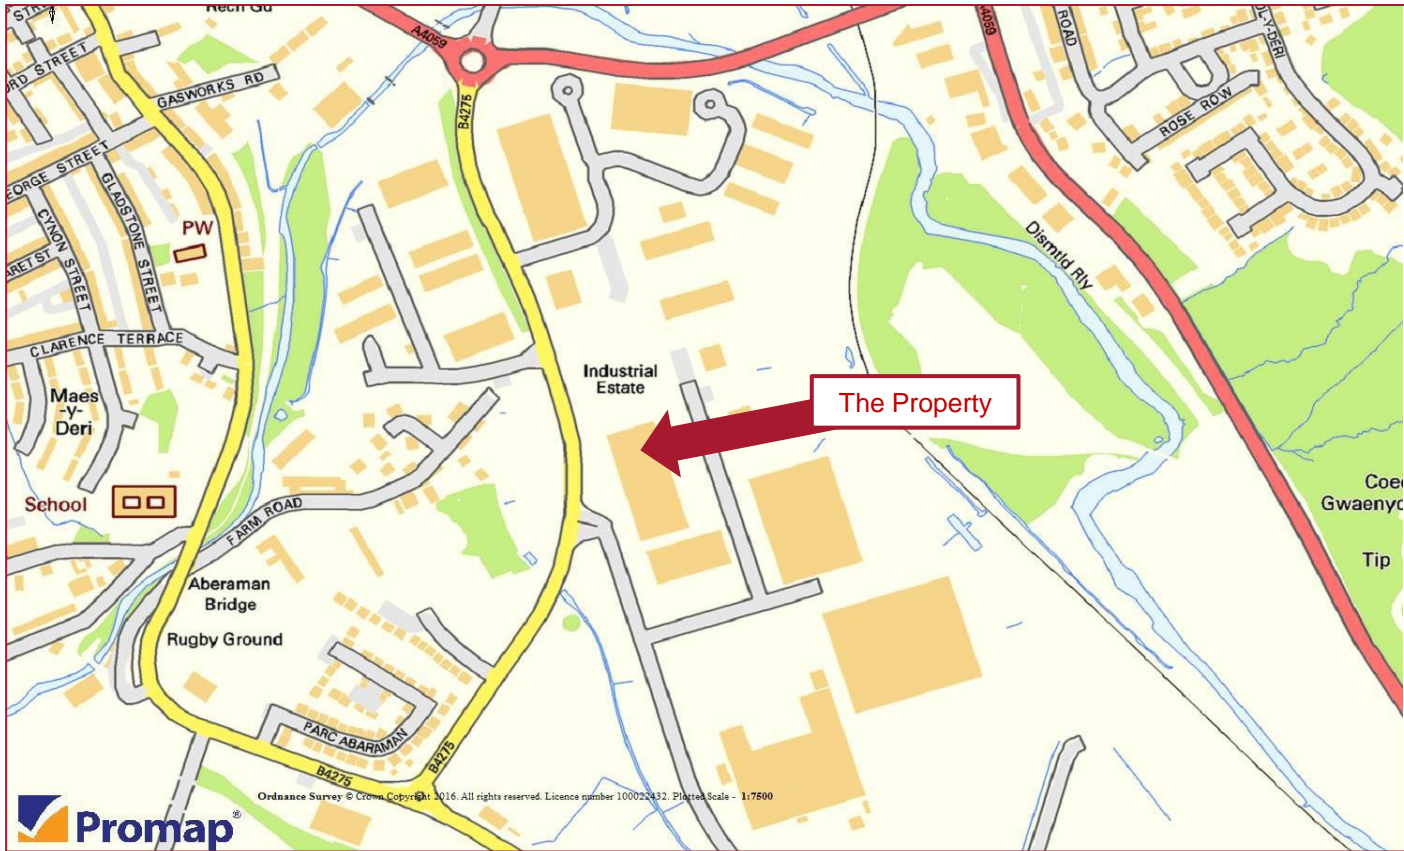 Rech Gd
A4059
A4059
ROAD
ORD STREET
GASWORKS RD
B4275
ROSE ROW
GEORGE STREET
GLADSTONE STREET
CYNON STREET
PW
Dismtld Rly
CLARENCE TERRACE
Industrial
Estate
Maes
-y-
Deri
The Property
School
FARM ROAD
Tip
Aberaman
Bridge
Rugby Ground
PARC ABARAMAN
B4275
B4275
Ordnance Survey © Crown Copyright 2016. All rights reserved. Licence number 100022432. Plotted Scale - 1:7500
Promap®